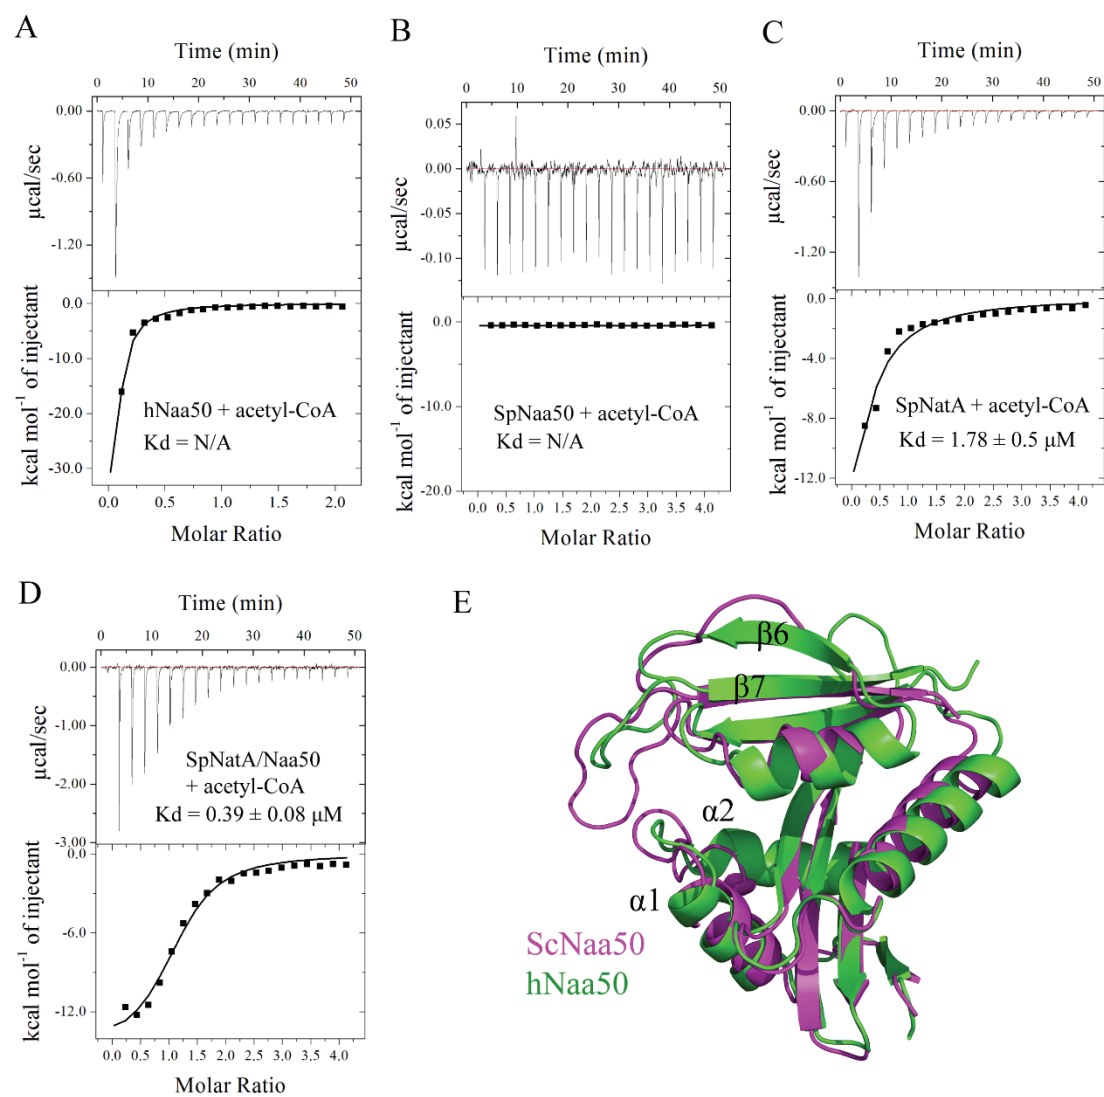 A
Time (min)
0 10 20 30 40 50
0.00
-0.60
-1.20
μcal/sec
0.0
-10.0
-20.0
-30.0
kcal mol⁻¹ of injectant
hNaa50 + acetyl-CoA
Kd = N/A
0.0 0.5 1.0 1.5 2.0
Molar Ratio
B
Time (min)
0 10 20 30 40 50
0.05
0.00
-0.05
-0.10
μcal/sec
0.0
-10.0
-20.0
kcal mol⁻¹ of injectant
SpNaa50 + acetyl-CoA
Kd = N/A
0.0 0.5 1.0 1.5 2.0 2.5 3.0 3.5 4.0
Molar Ratio
C
Time (min)
0 10 20 30 40 50
0.00
-0.60
-1.20
μcal/sec
0.0
-4.0
-8.0
-12.0
kcal mol⁻¹ of injectant
SpNatA + acetyl-CoA
Kd = 1.78 ± 0.5 μM
0.0 0.5 1.0 1.5 2.0 2.5 3.0 3.5 4.0
Molar Ratio
D
Time (min)
0 10 20 30 40 50
0.00
-1.00
-2.00
-3.00
μcal/sec
SpNatA/Naa50
+ acetyl-CoA
Kd = 0.39 ± 0.08 μM
0.0
-6.0
-12.0
kcal mol⁻¹ of injectant
0.0 0.5 1.0 1.5 2.0 2.5 3.0 3.5 4.0
Molar Ratio
E
β6
β7
α2
α1
ScNaa50
hNaa50